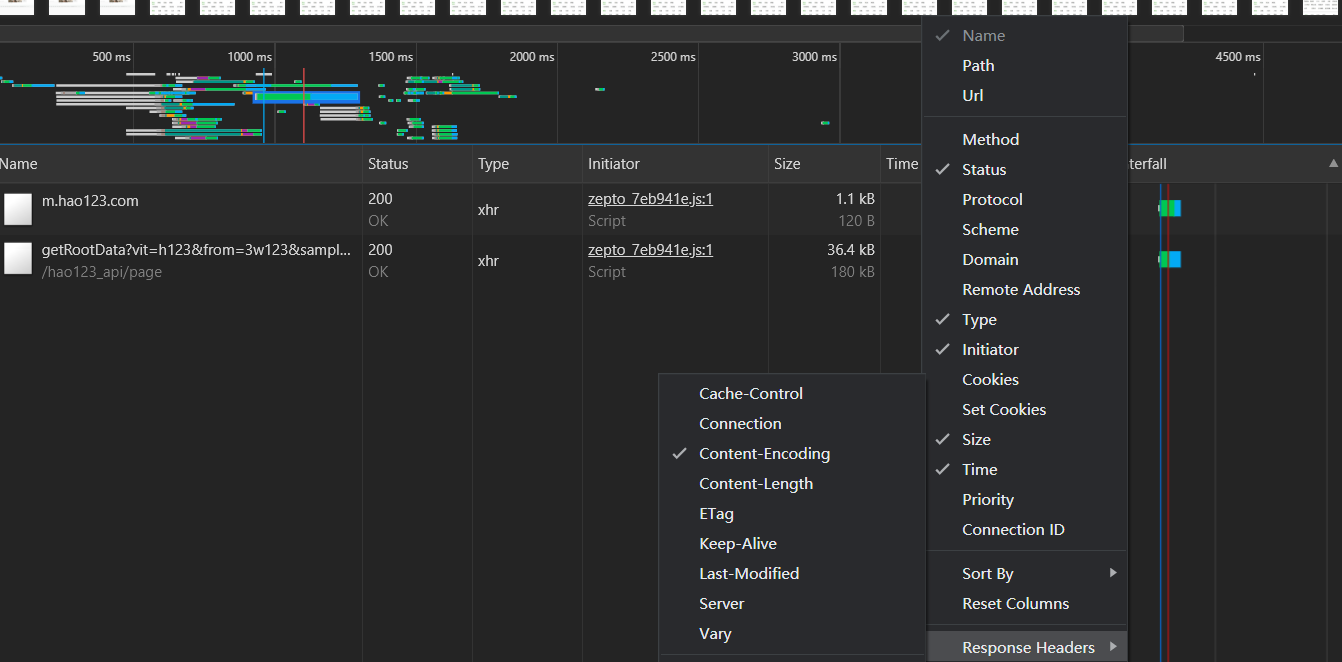 500 ms
1000 ms
1500 ms
2000 ms
2500 ms
3000 ms
4500 ms
Name
Status
Type
Initiator
Size
Time
terfall
m.hao123.com
200
OK
xhr
zepto_7eb941e.js:1
Script
1.1 kB
120 B
getRootData?vit=h123&from=3w123&sampl...
/hao123_api/page
200
OK
xhr
zepto_7eb941e.js:1
Script
36.4 kB
180 kB
Name
Path
Url
Method
Status
Protocol
Scheme
Domain
Remote Address
Type
Initiator
Cookies
Set Cookies
Size
Time
Priority
Connection ID
Sort By
Reset Columns
Response Headers
Cache-Control
Connection
Content-Encoding
Content-Length
ETag
Keep-Alive
Last-Modified
Server
Vary